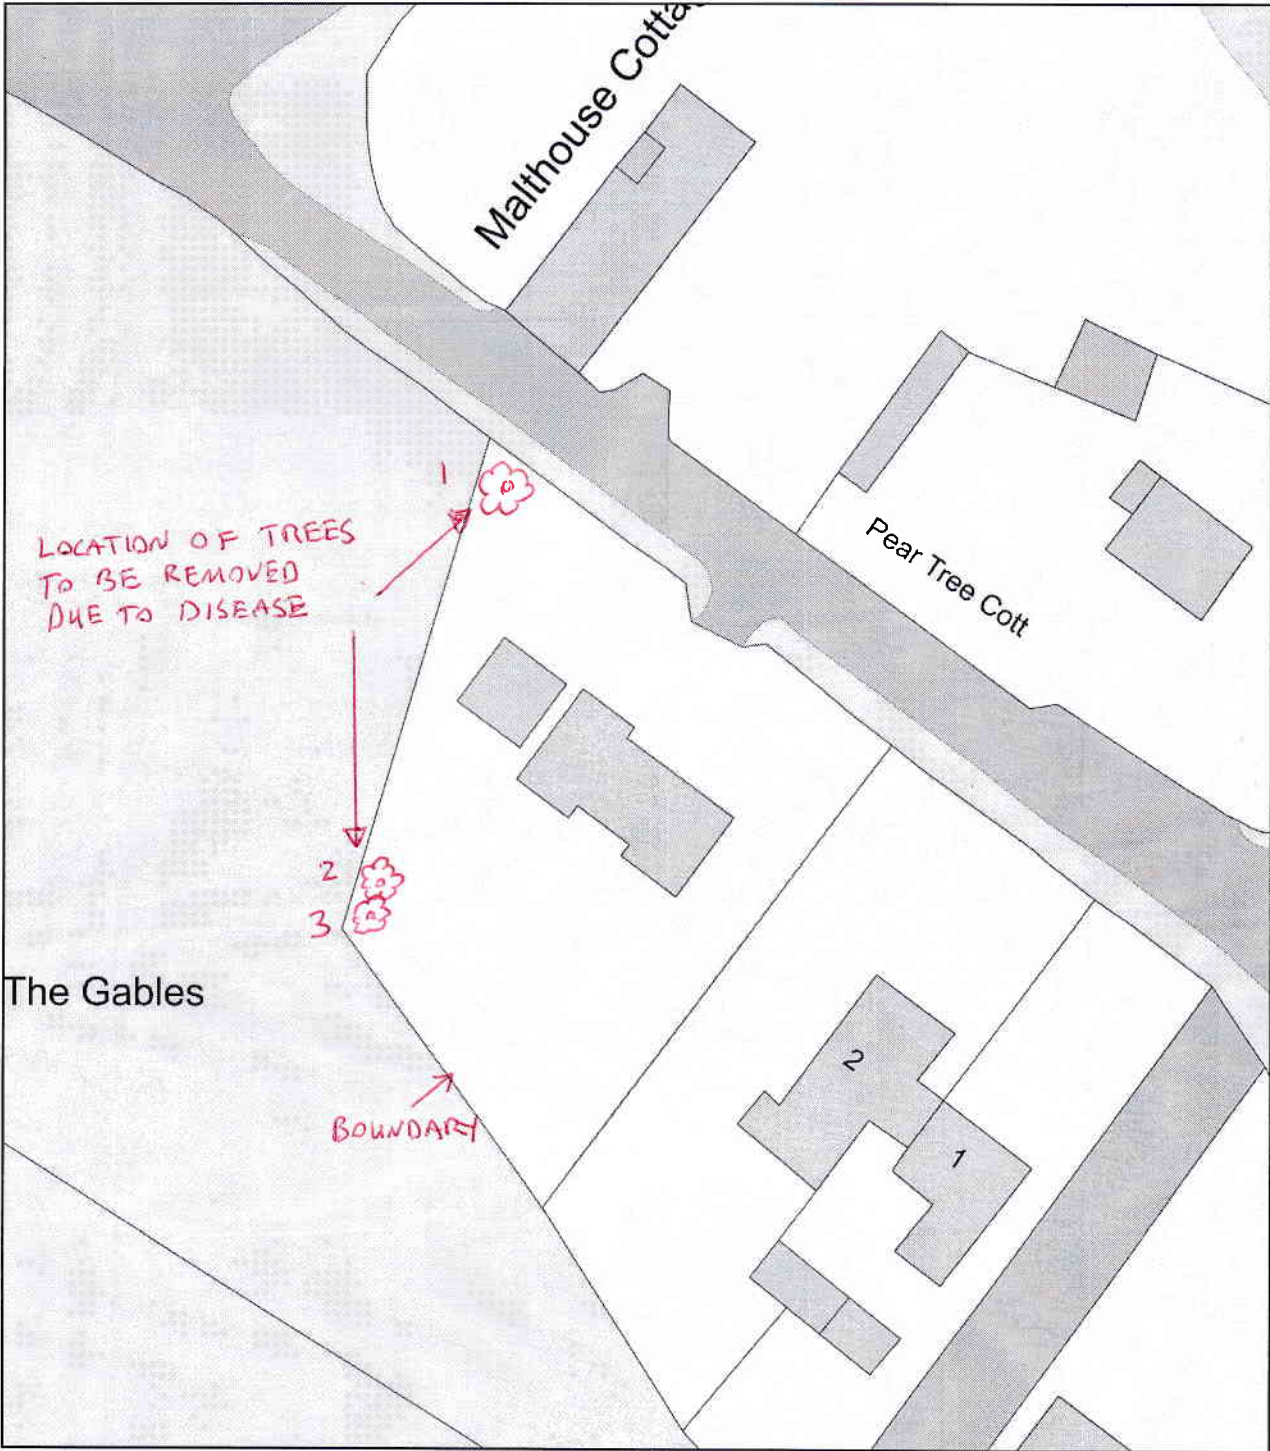 Malthouse Cotta
1
LOCATION OF TREES
TO BE REMOVED
DUE TO DISEASE
Pear Tree Cott
2
3
The Gables
BOUNDARY
2
1